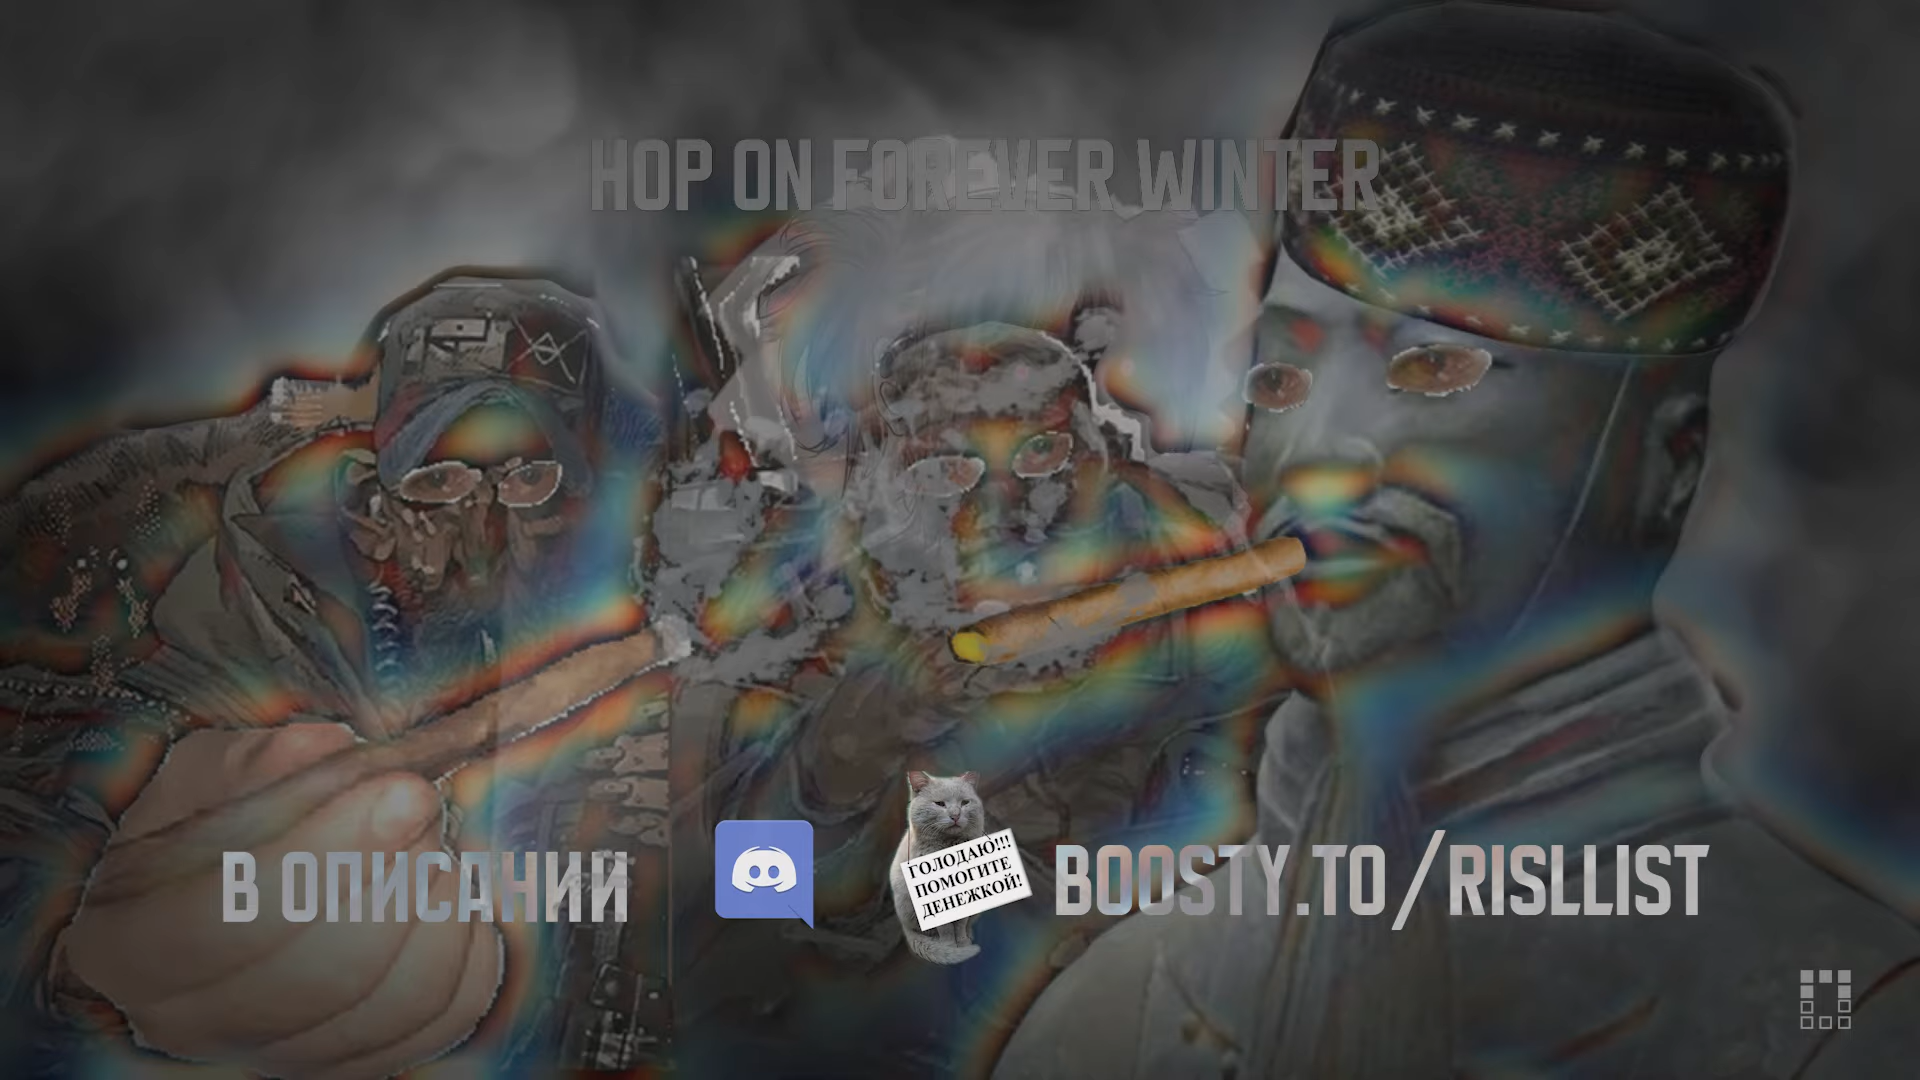 HOP ON FOREVER WINTER
В ОПИСАНИИ
ГОЛОДАЮ!!!
ПОМОГИТЕ
ДЕНЕЖКОЙ!
BOOSTY.TO/RISLLIST